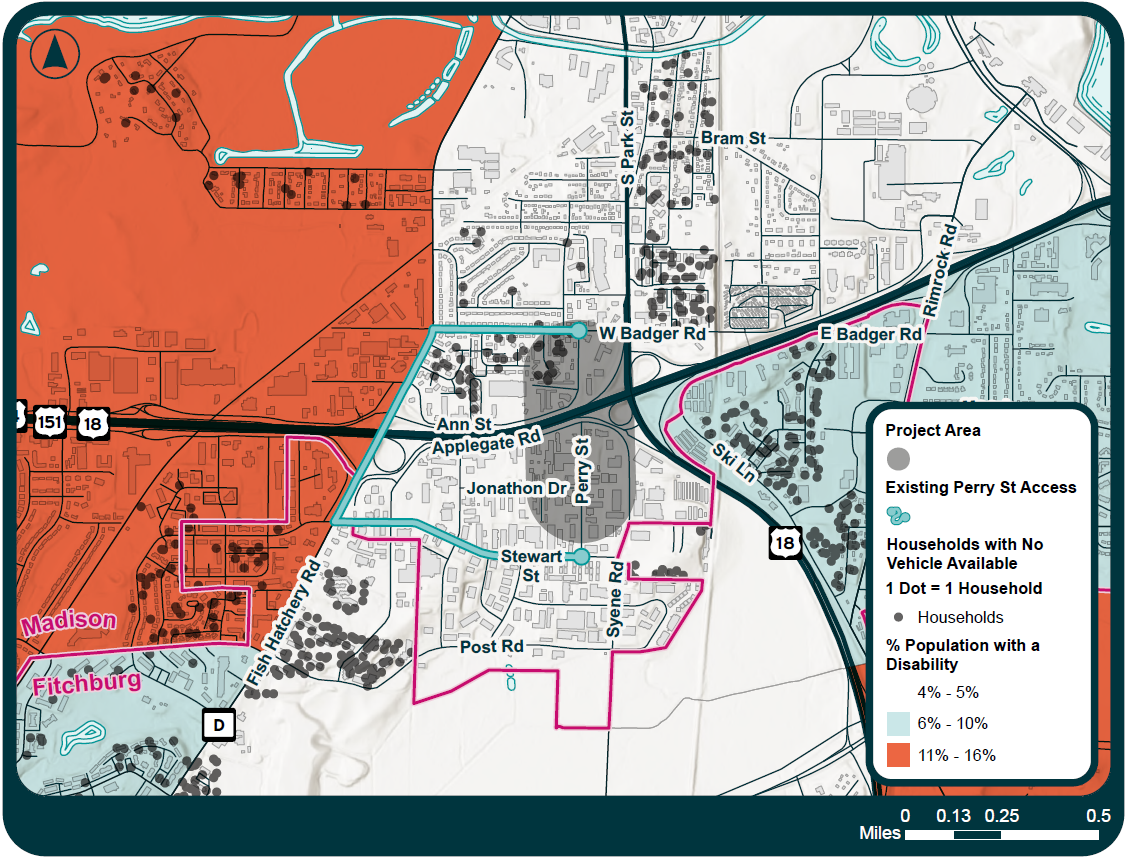 S Park St
Bram St
Rimrock Rd
W Badger Rd
E Badger Rd
151
18
Ann St
Applegate Rd
Perry St
Jonathon Dr
Ski Ln
18
Stewart
St
Syene Rd
Fish Hatchery Rd
Post Rd
Madison
Fitchburg
D
Project Area
Existing Perry St Access
Households with No
Vehicle Available
1 Dot = 1 Household
Households
% Population with a
Disability
4% - 5%
6% - 10%
11% - 16%
0 0.13 0.25 0.5
Miles